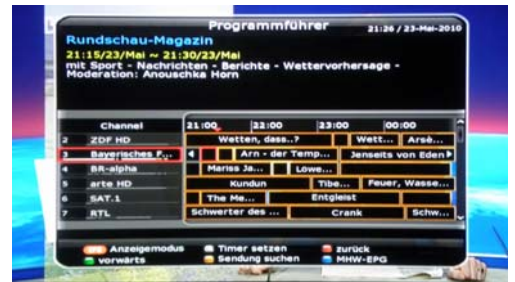 Programmführer
21:26 / 23-Mai-2010
Rundschau-Magazin
21:15/23/Mai ~ 21:30/23/Mai
mit Sport - Nachrichten - Berichte - Wettervorhersage -
Moderation: Anouschka Horn
Channel 21:00 22:00 23:00 00:00
2 ZDF HD Wetten, dass..? Wett... Arsè...
3 Bayerisches F... Arn - der Temp... Jenseits von Eden
4 BR-alpha Mariss Ja... Löwe...
5 arte HD Kundun Tibe... Feuer, Wasse...
6 SAT.1 The Me... Entgleist
7 RTL Schwerter des ... Crank Schw...
Anzeigemodus Timer setzen zurück
vorwärts Sendung suchen MHW-EPG